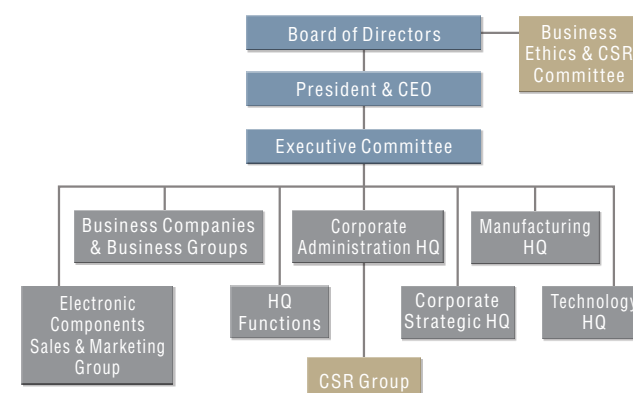 Board of Directors
Business
Ethics & CSR
Committee
President & CEO
Executive Committee
Business Companies
& Business Groups
Corporate
Administration HQ
Manufacturing
HQ
Electronic
Components
Sales & Marketing
Group
HQ
Functions
Corporate
Strategic HQ
Technology
HQ
CSR Group